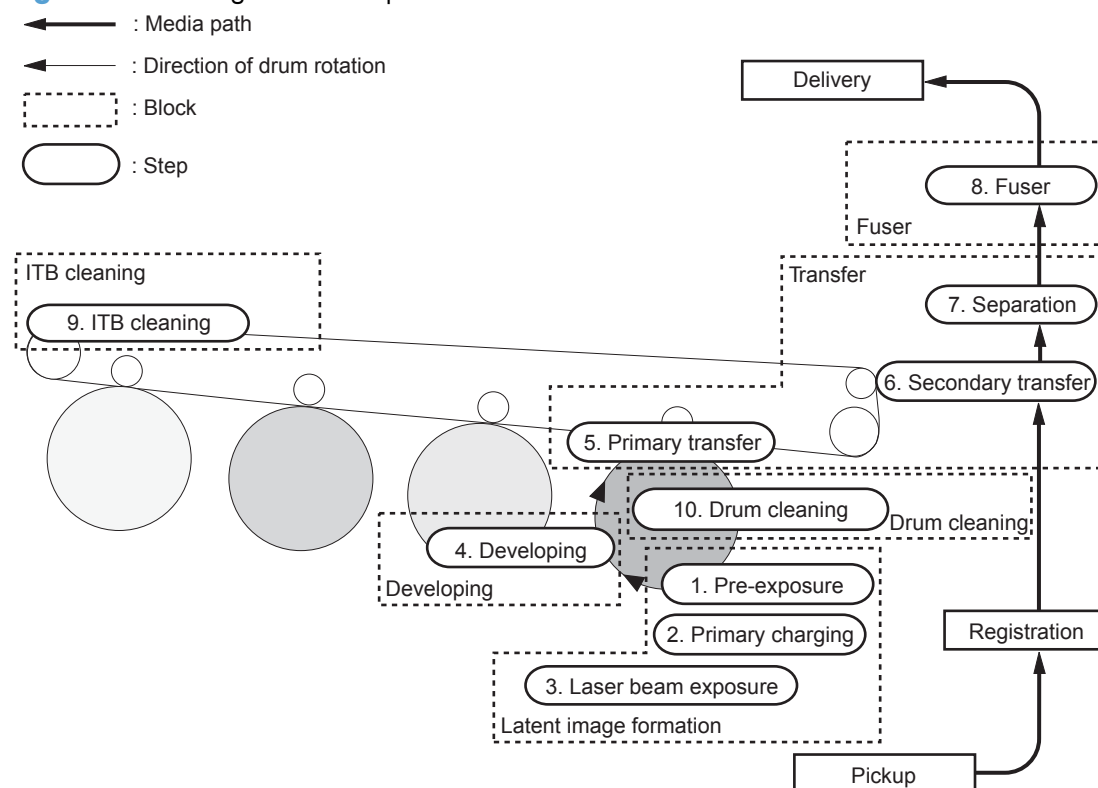 : Media path
: Direction of drum rotation
: Block
: Step
Delivery
8. Fuser
Fuser
ITB cleaning
Transfer
9. ITB cleaning
7. Separation
6. Secondary transfer
5. Primary transfer
10. Drum cleaning
Drum cleaning
4. Developing
Developing
1. Pre-exposure
2. Primary charging
Registration
3. Laser beam exposure
Latent image formation
Pickup